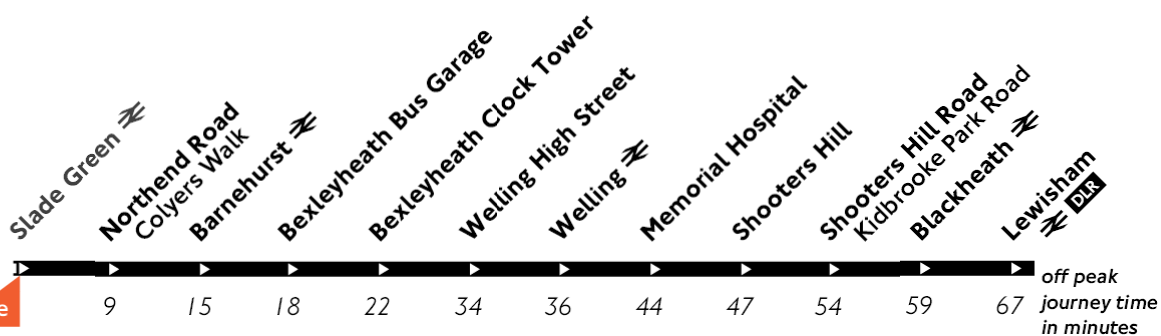 Slade Green
Northend Road
Colyers Walk
Barnehurst
Bexleyheath Bus Garage
Bexleyheath Clock Tower
Welling High Street
Welling
Memorial Hospital
Shooters Hill
Shooters Hill Road
Kidbrooke Park Road
Blackheath
Lewisham
DLR
e 9 15 18 22 34 36 44 47 54 59 67
off peak
journey time
in minutes